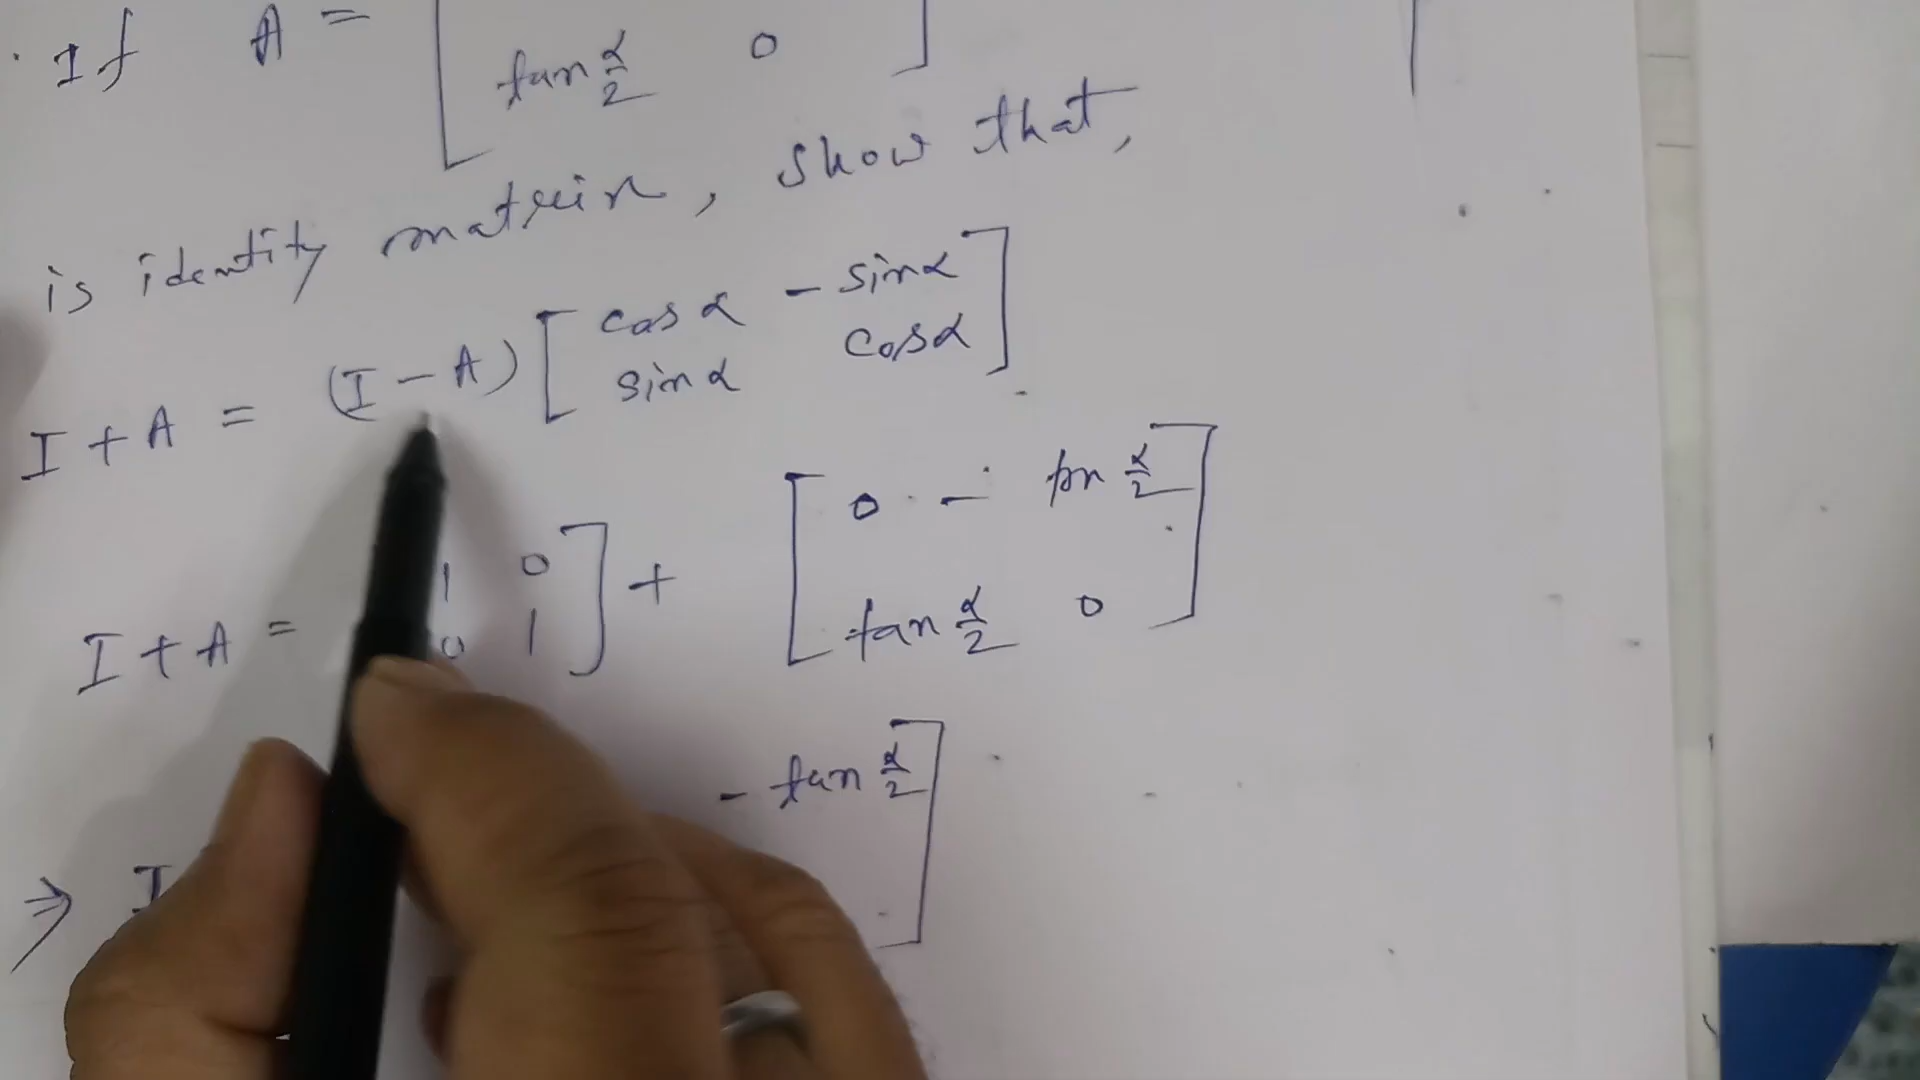 If A = [
tan α/2 0 ]
is identity matrix, show that,
I + A = (I - A) [ cos α - sin α
sin α cos α ]
I + A = 1 0 ] + [ 0 - tan α/2
0 1 tan α/2 0 ]
- tan α/2 ]
⇒ I